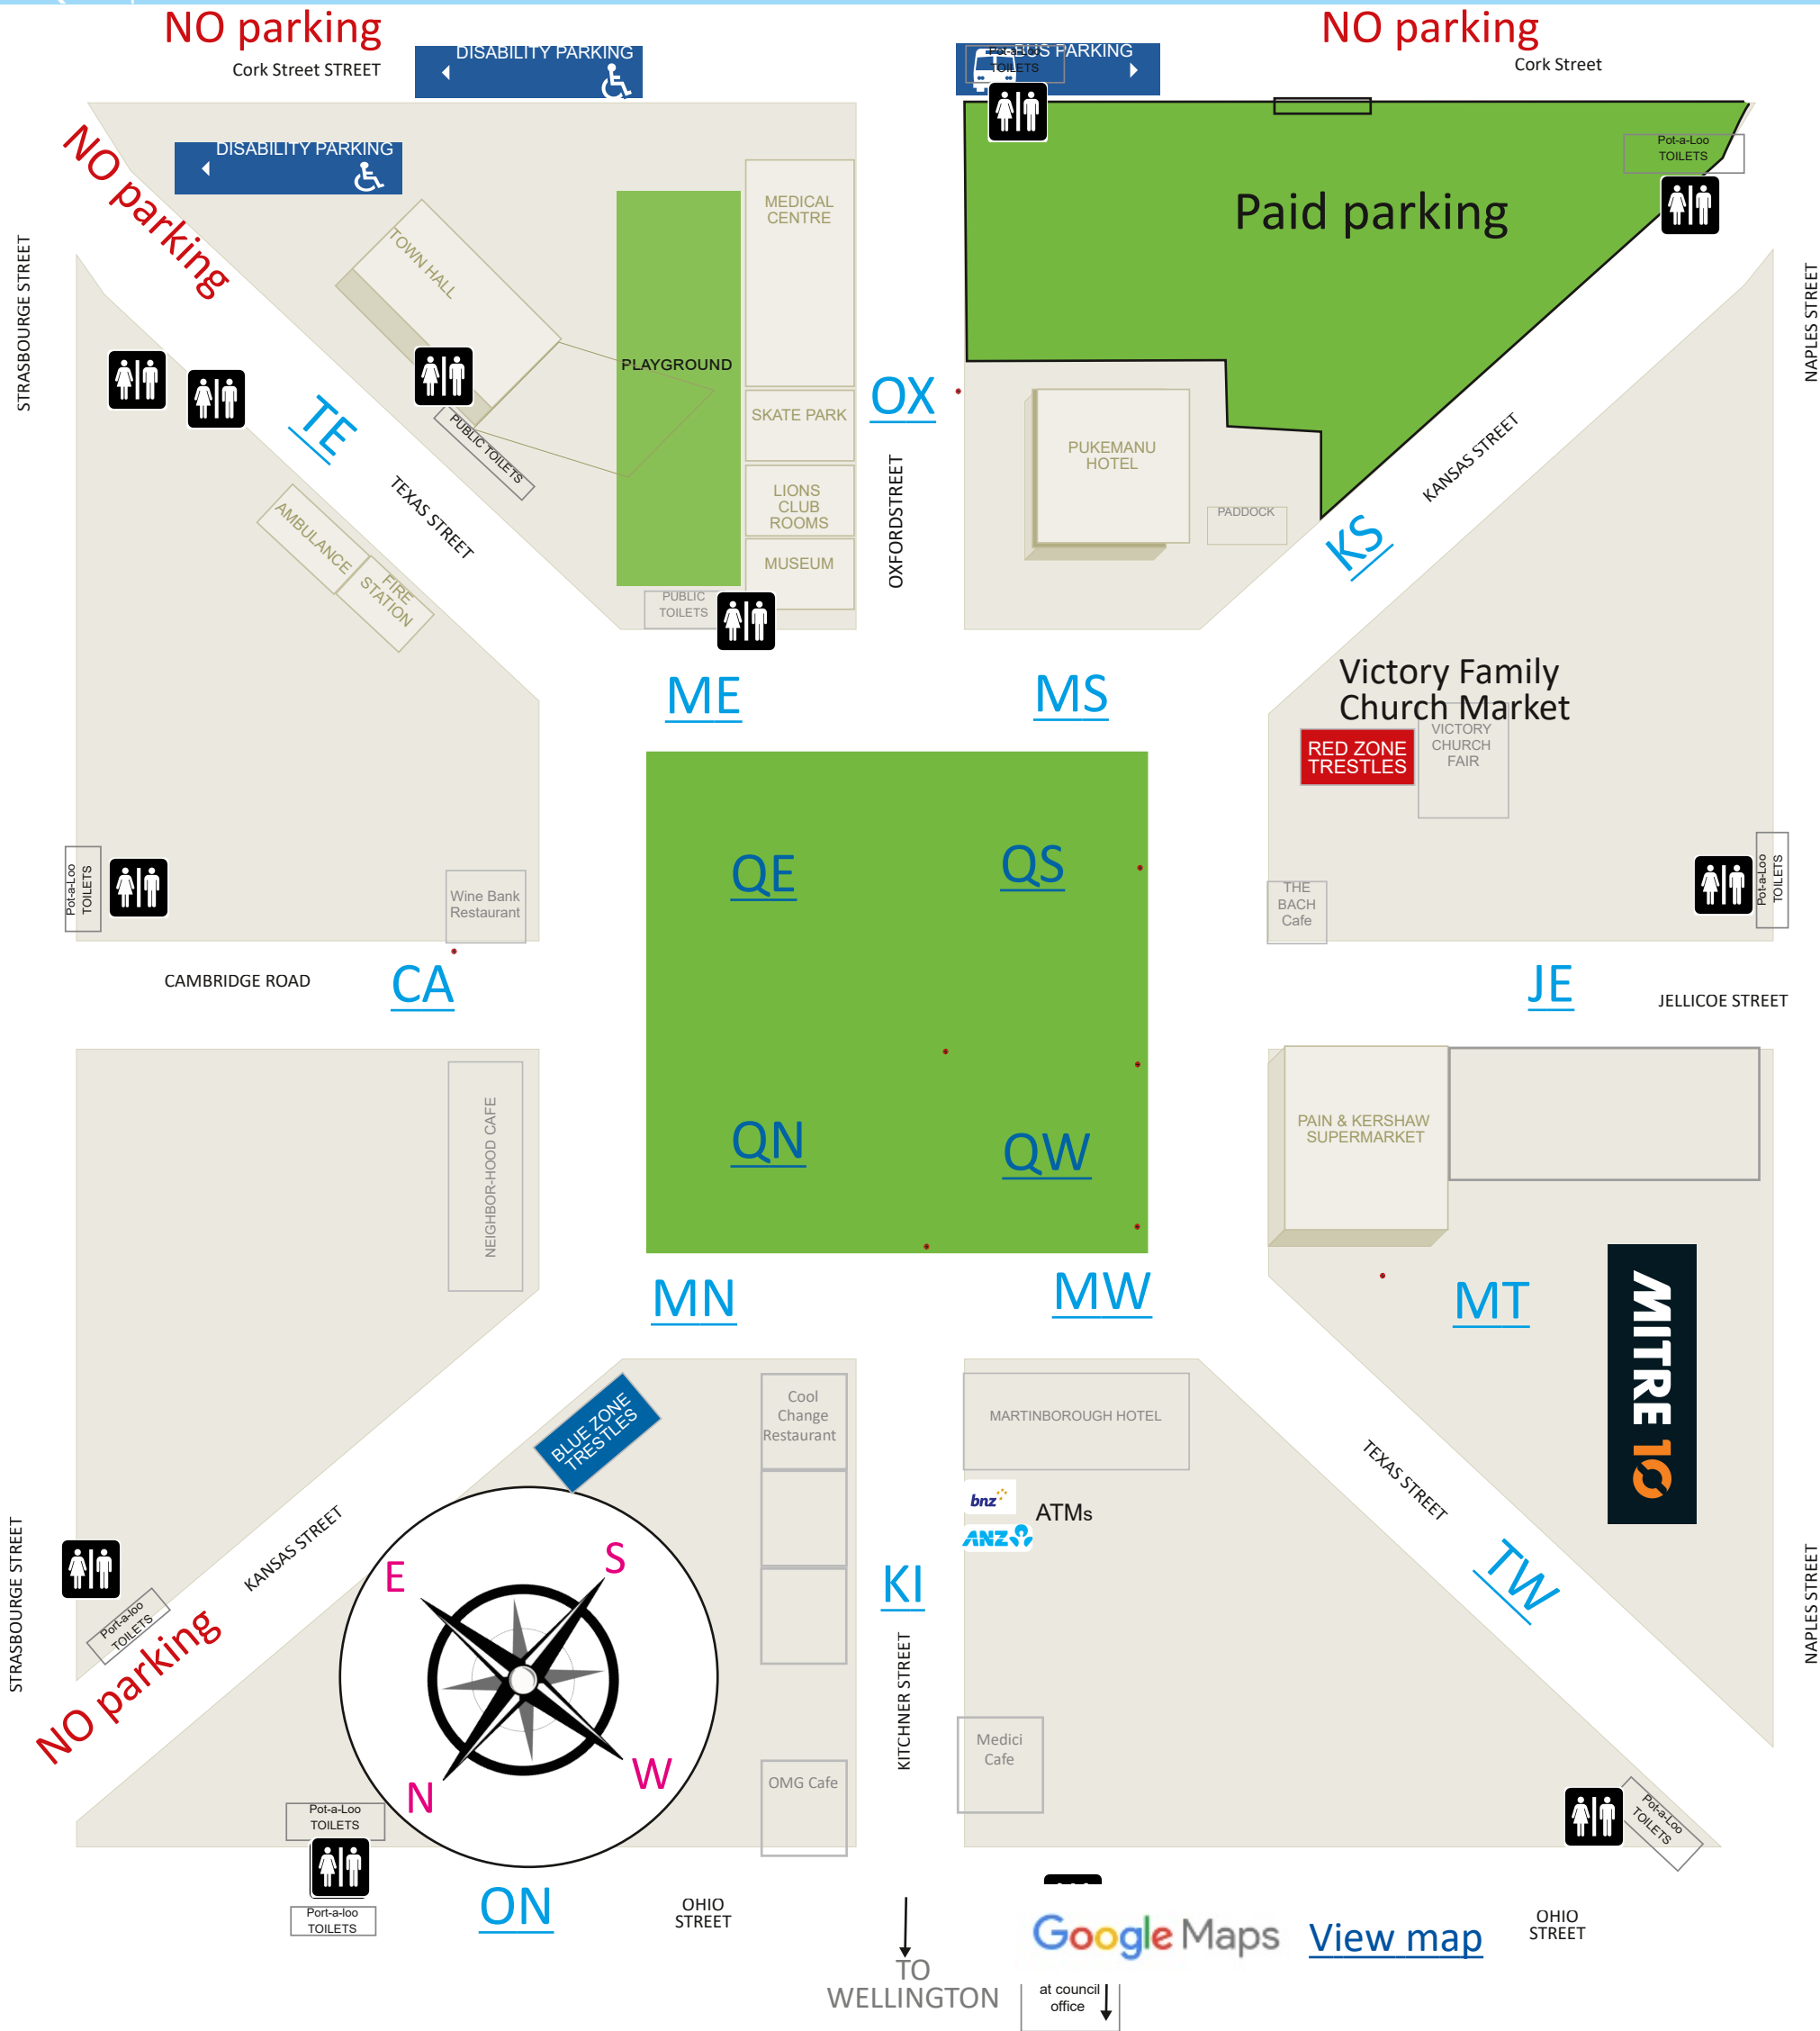 NO parking
NO parking
Cork Street STREET
Cork Street
DISABILITY PARKING
BUS PARKING
Pot-a-Loo
TOILETS
NO parking
DISABILITY PARKING
Pot-a-Loo
TOILETS
MEDICAL
CENTRE
Paid parking
TOWN HALL
STRASBOURGE STREET
NAPLES STREET
PLAYGROUND
TE
PUBLIC TOILETS
OX
SKATE PARK
PUKEMANU
HOTEL
KANSAS STREET
TEXAS STREET
LIONS
CLUB
ROOMS
OXFORDSTREET
PADDOCK
KS
AMBULANCE
FIRE
STATION
MUSEUM
PUBLIC
TOILETS
ME
MS
Victory Family
Church Market
RED ZONE
TRESTLES
VICTORY
CHURCH
FAIR
QE
QS
Pot-a-Loo
TOILETS
Wine Bank
Restaurant
THE
BACH
Cafe
Pot-a-Loo
TOILETS
CAMBRIDGE ROAD
CA
JE
JELLICOE STREET
NEIGHBOR-HOOD CAFE
QN
QW
PAIN & KERSHAW
SUPERMARKET
MN
MW
MT
MITRE 10
BLUE ZONE
TRESTLES
Cool
Change
Restaurant
MARTINBOROUGH HOTEL
TEXAS STREET
bnz
ANZ
ATMs
KANSAS STREET
STRASBOURGE STREET
E
S
KI
TW
NAPLES STREET
Port-a-loo
TOILETS
NO parking
KITCHNER STREET
N
W
OMG Cafe
Medici
Cafe
Pot-a-Loo
TOILETS
Pot-a-Loo
TOILETS
Port-a-loo
TOILETS
ON
OHIO
STREET
Google Maps
View map
OHIO
STREET
TO
WELLINGTON
at council
office